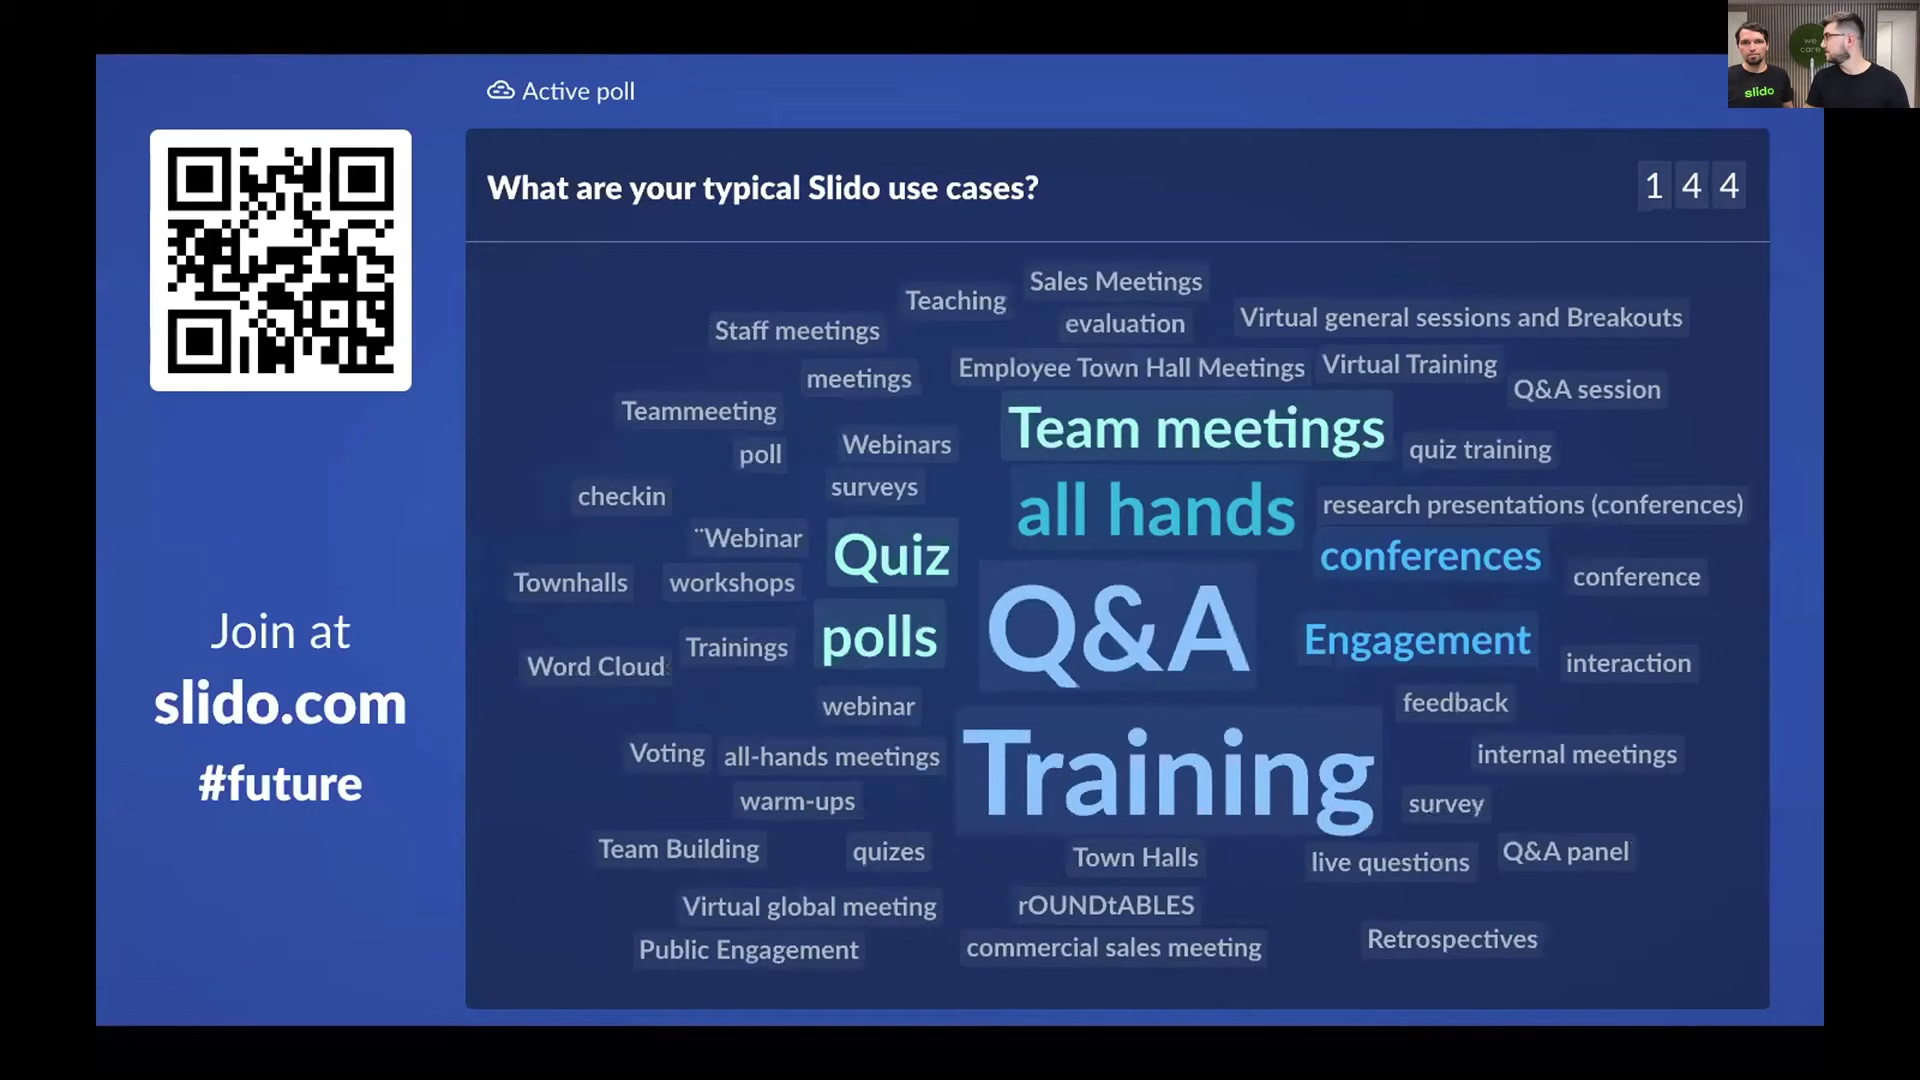 we
care
slido
Active poll
What are your typical Slido use cases?
144
Join at
slido.com
#future
Sales Meetings
Teaching
evaluation
Virtual general sessions and Breakouts
Staff meetings
Employee Town Hall Meetings
Virtual Training
meetings
Q&A session
Teammeeting
Team meetings
poll
Webinars
quiz training
checkin
surveys
all hands
research presentations (conferences)
¨Webinar
Quiz
conferences
Townhalls
workshops
conference
Q&A
polls
Engagement
Word Clouds
Trainings
interaction
webinar
feedback
Voting
all-hands meetings
Training
internal meetings
warm-ups
survey
Team Building
quizes
Town Halls
live questions
Q&A panel
Virtual global meeting
rOUNDtABLES
Public Engagement
commercial sales meeting
Retrospectives